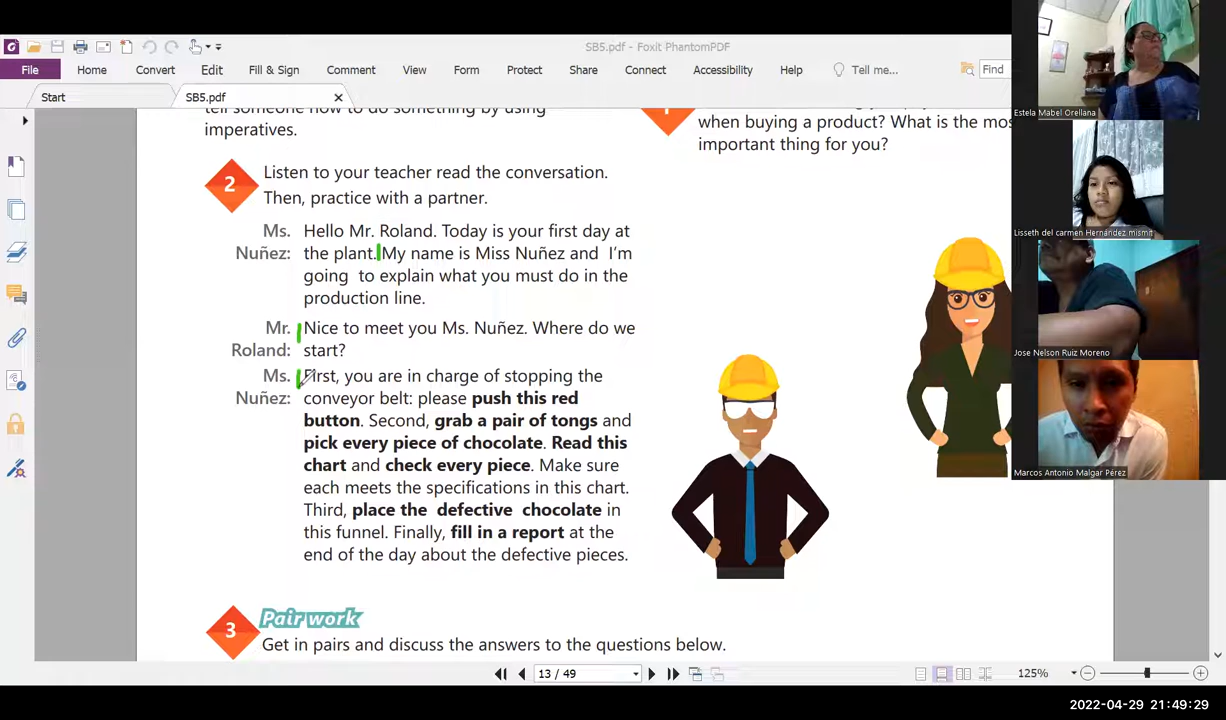 SB5.pdf - Foxit PhantomPDF
File Home Convert Edit Fill & Sign Comment View Form Protect Share Connect Accessibility Help Tell me... Find
Start SB5.pdf
tell someone how to do something by using
imperatives.
2 Listen to your teacher read the conversation.
Then, practice with a partner.
Ms. Nuñez: Hello Mr. Roland. Today is your first day at
the plant. My name is Miss Nuñez and I'm
going to explain what you must do in the
production line.
Mr. Roland: Nice to meet you Ms. Nuñez. Where do we
start?
Ms. Nuñez: First, you are in charge of stopping the
conveyor belt: please push this red
button. Second, grab a pair of tongs and
pick every piece of chocolate. Read this
chart and check every piece. Make sure
each meets the specifications in this chart.
Third, place the defective chocolate in
this funnel. Finally, fill in a report at the
end of the day about the defective pieces.
3 Pair work
Get in pairs and discuss the answers to the questions below.
when buying a product? What is the mos
important thing for you?
Estela Mabel Orellana
Lisseth del carmen Hernández mismit
Jose Nelson Ruiz Moreno
Marcos Antonio Malgar Pérez
13 / 49
125%
2022-04-29 21:49:29